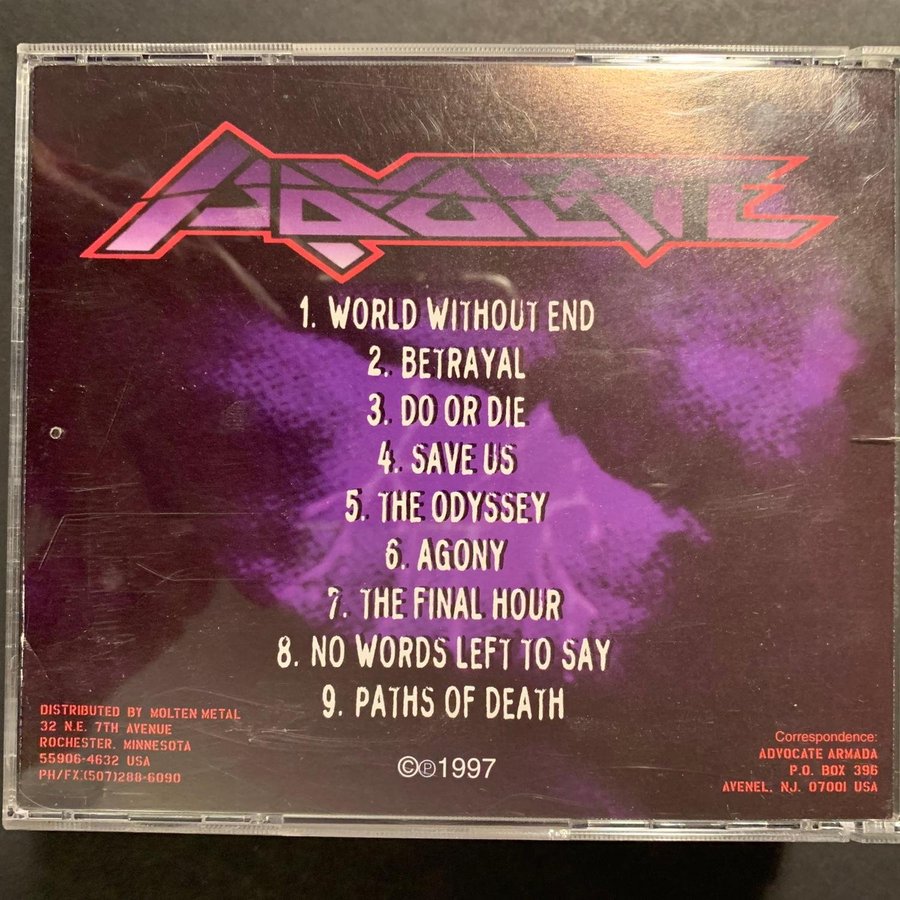 ADVOCATE
1. WORLD WITHOUT END
2. BETRAYAL
3. DO OR DIE
4. SAVE US
5. THE ODYSSEY
6. AGONY
7. THE FINAL HOUR
8. NO WORDS LEFT TO SAY
9. PATHS OF DEATH
DISTRIBUTED BY MOLTEN METAL
32 N.E. 7TH AVENUE
ROCHESTER, MINNESOTA
55906-4632 USA
PH/FX:(507)288-6090
©℗1997
Correspondence:
ADVOCATE ARMADA
P.O. BOX 396
AVENEL, NJ. 07001 USA